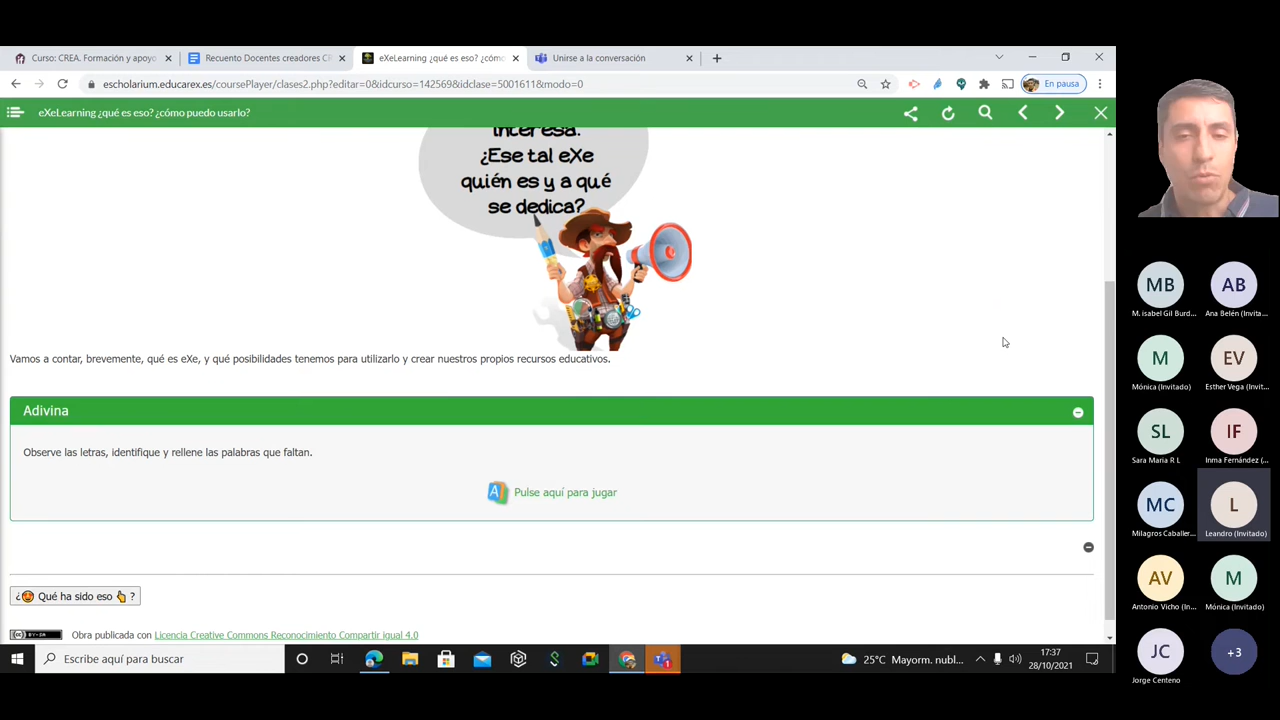 Curso: CREA. Formación y apoyo
Recuento Docentes creadores CR
eXeLearning ¿qué es eso? ¿cómo
Unirse a la conversación
escholarium.educarex.es/coursePlayer/clases2.php?editar=0&idcurso=142569&idclase=5001611&modo=0
En pausa
eXeLearning ¿qué es eso? ¿cómo puedo usarlo?
interesa.
¿Ese tal eXe
quién es y a qué
se dedica?
Vamos a contar, brevemente, qué es eXe, y qué posibilidades tenemos para utilizarlo y crear nuestros propios recursos educativos.
Adivina
Observe las letras, identifique y rellene las palabras que faltan.
A
Pulse aquí para jugar
¿ Qué ha sido eso ?
cc BY-SA
Obra publicada con Licencia Creative Commons Reconocimiento Compartir igual 4.0
Escribe aquí para buscar
25°C Mayorm. nubl...
17:37
28/10/2021
MB
AB
M. isabel Gil Burd...
Ana Belén (Invita...
M
EV
Mónica (Invitado)
Esther Vega (Invit...
SL
IF
Sara Maria R L
Inma Fernández (...
MC
L
Milagros Caballer...
Leandro (Invitado)
AV
M
Antonio Vicho (In...
Mónica (Invitado)
JC
+3
Jorge Centeno